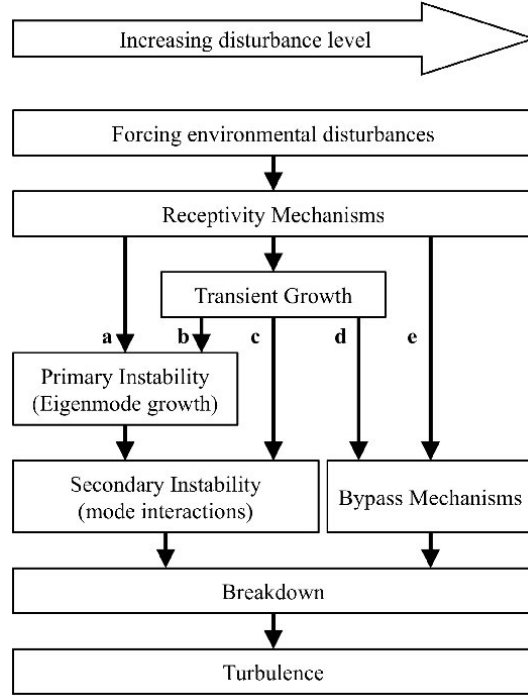 Increasing disturbance level
Forcing environmental disturbances
Receptivity Mechanisms
Transient Growth
a
b
c
d
e
Primary Instability
(Eigenmode growth)
Secondary Instability
(mode interactions)
Bypass Mechanisms
Breakdown
Turbulence